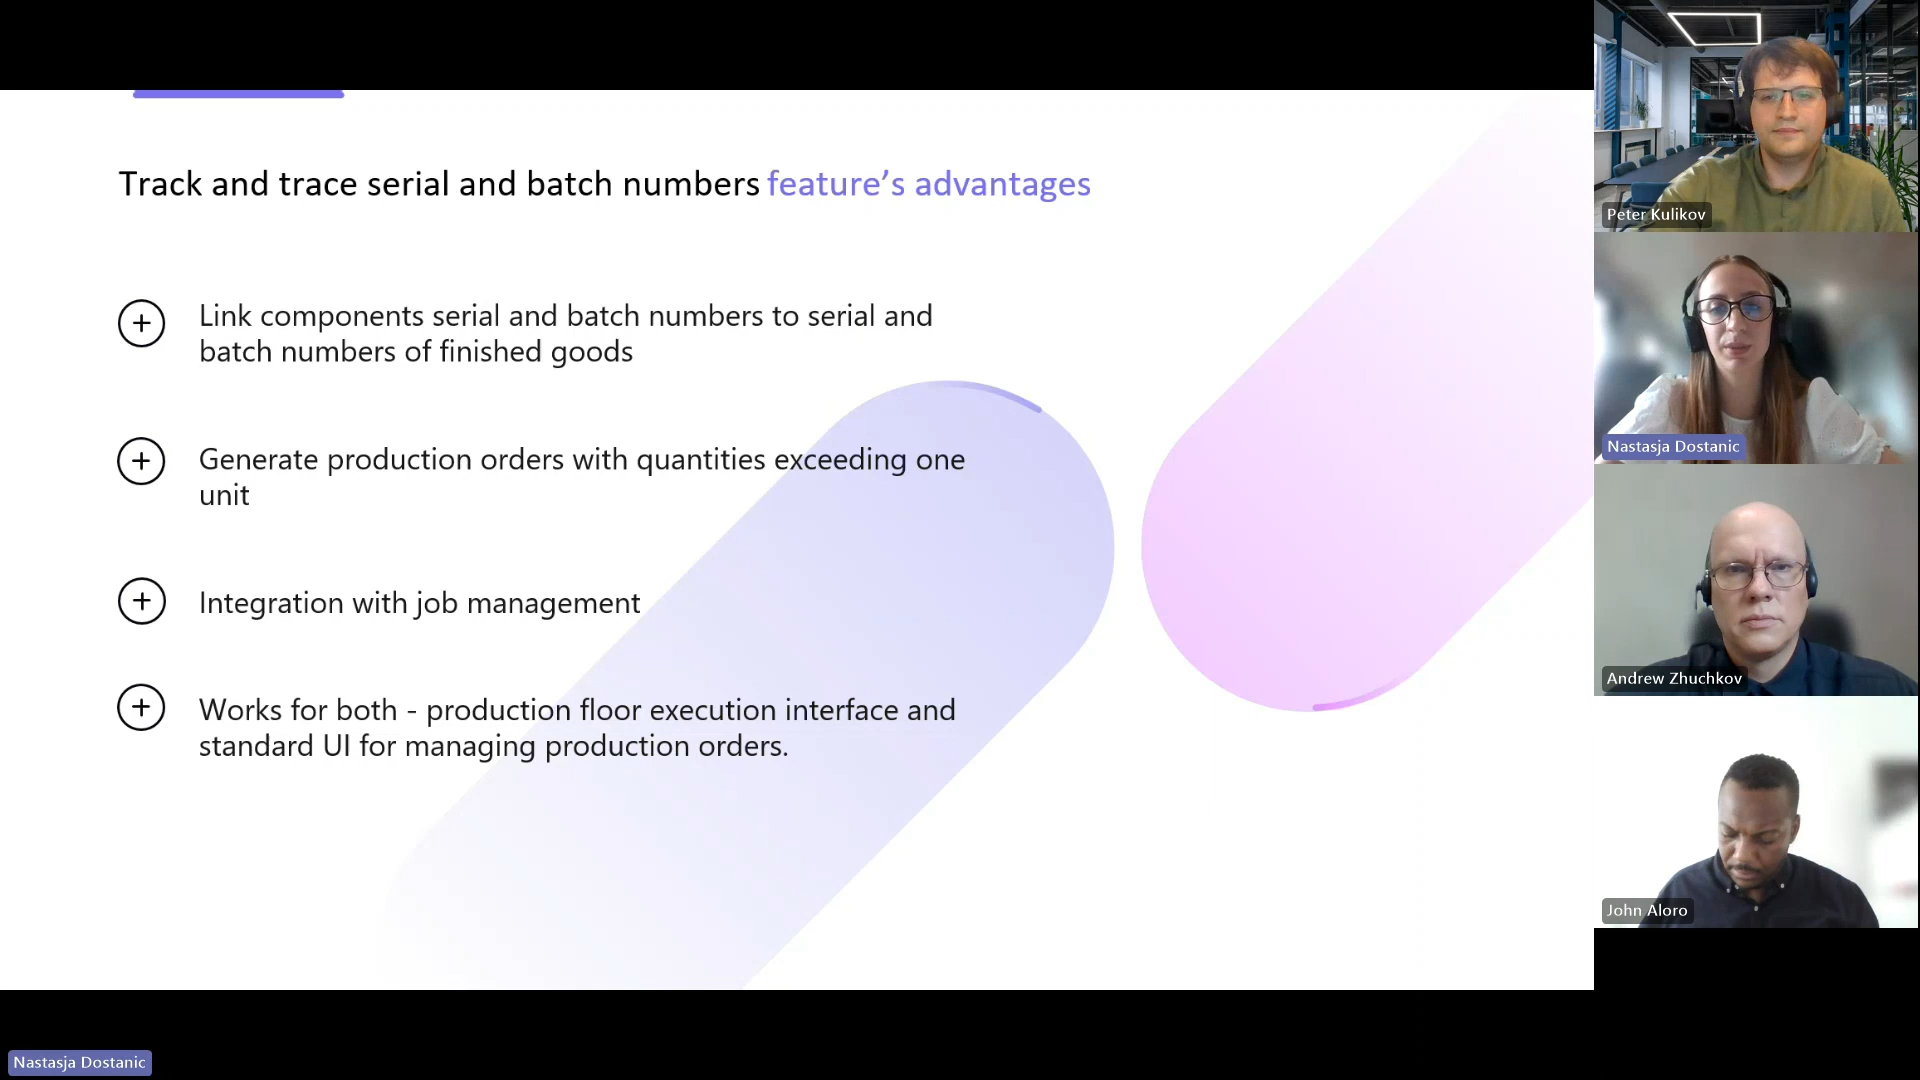 Track and trace serial and batch numbers feature’s advantages
Link components serial and batch numbers to serial and
batch numbers of finished goods
Generate production orders with quantities exceeding one
unit
Integration with job management
Works for both - production floor execution interface and
standard UI for managing production orders.
Peter Kulikov
Nastasja Dostanic
Andrew Zhuchkov
John Aloro
Nastasja Dostanic